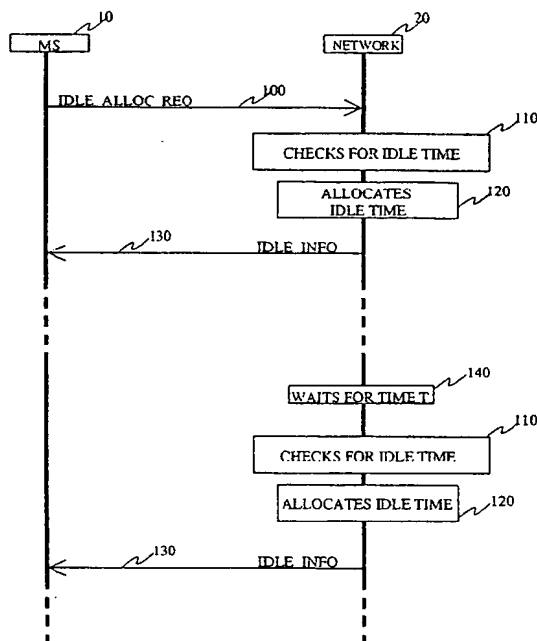 10
20
MS
NETWORK
100
IDLE ALLOC REQ
110
CHECKS FOR IDLE TIME
120
ALLOCATES
IDLE TIME
130
IDLE INFO
140
WAITS FOR TIME T
110
CHECKS FOR IDLE TIME
ALLOCATES IDLE TIME
120
130
IDLE INFO